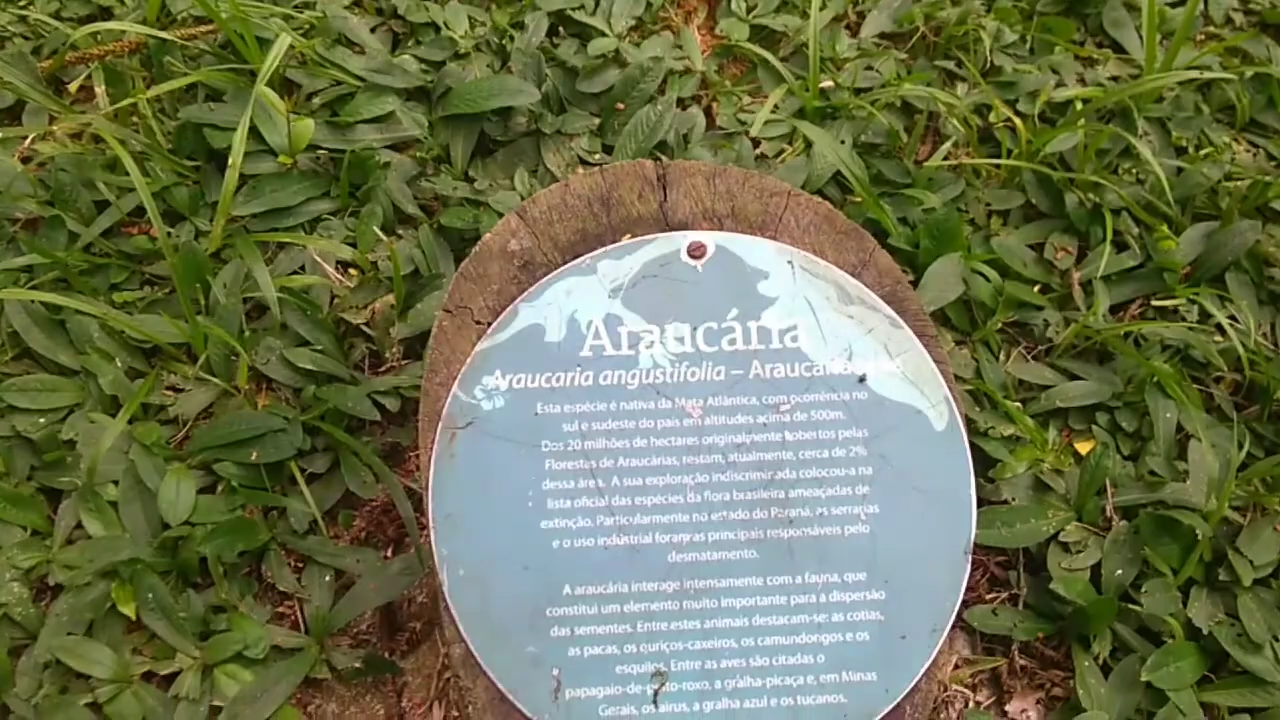 Araucária
Araucaria angustifolia –
Esta espécie é nativa da Mata Atlântica, com ocorrência no
sul e sudeste do país em altitudes acima de 500m.
Dos 20 milhões de hectares originalmente cobertos pelas
Florestas de Araucárias, restam, atualmente, cerca de 2%
dessa área. A sua exploração indiscriminada colocou-a na
lista oficial das espécies da flora brasileira ameaçadas de
extinção. Particularmente no estado do Paraná, as serrarias
e o uso industrial foram as principais responsáveis pelo
desmatamento.
A araucária interage intensamente com a fauna, que
constitui um elemento muito importante para a dispersão
das sementes. Entre estes animais destacam-se: as cotias,
as pacas, os ouriços-caxeiros, os camundongos e os
esquilos. Entre as aves são citadas o
papagaio-de-peito-roxo, a gralha-picaça e, em Minas
Gerais, os airus, a gralha azul e os tucanos.